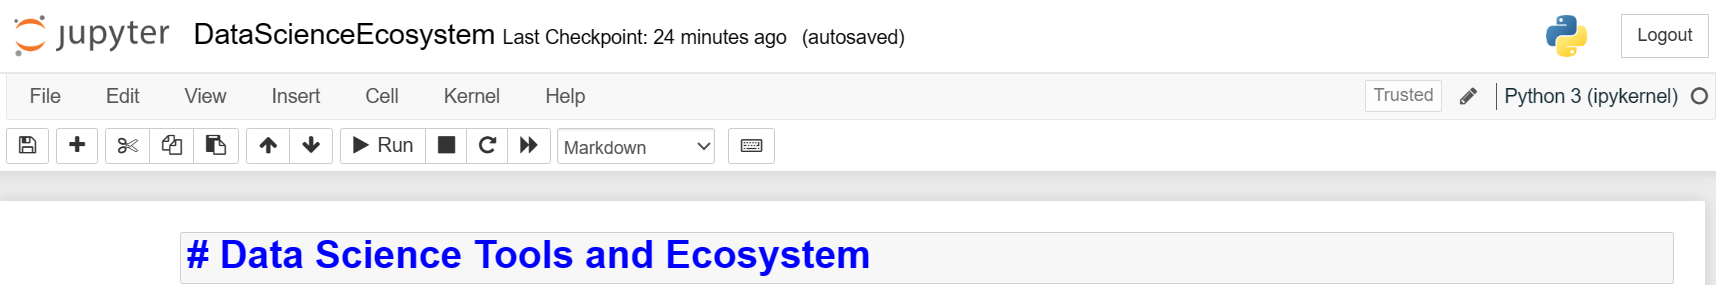 jupyter DataScienceEcosystem Last Checkpoint: 24 minutes ago (autosaved) Logout
File Edit View Insert Cell Kernel Help Trusted Python 3 (ipykernel)
Run Markdown
# Data Science Tools and Ecosystem